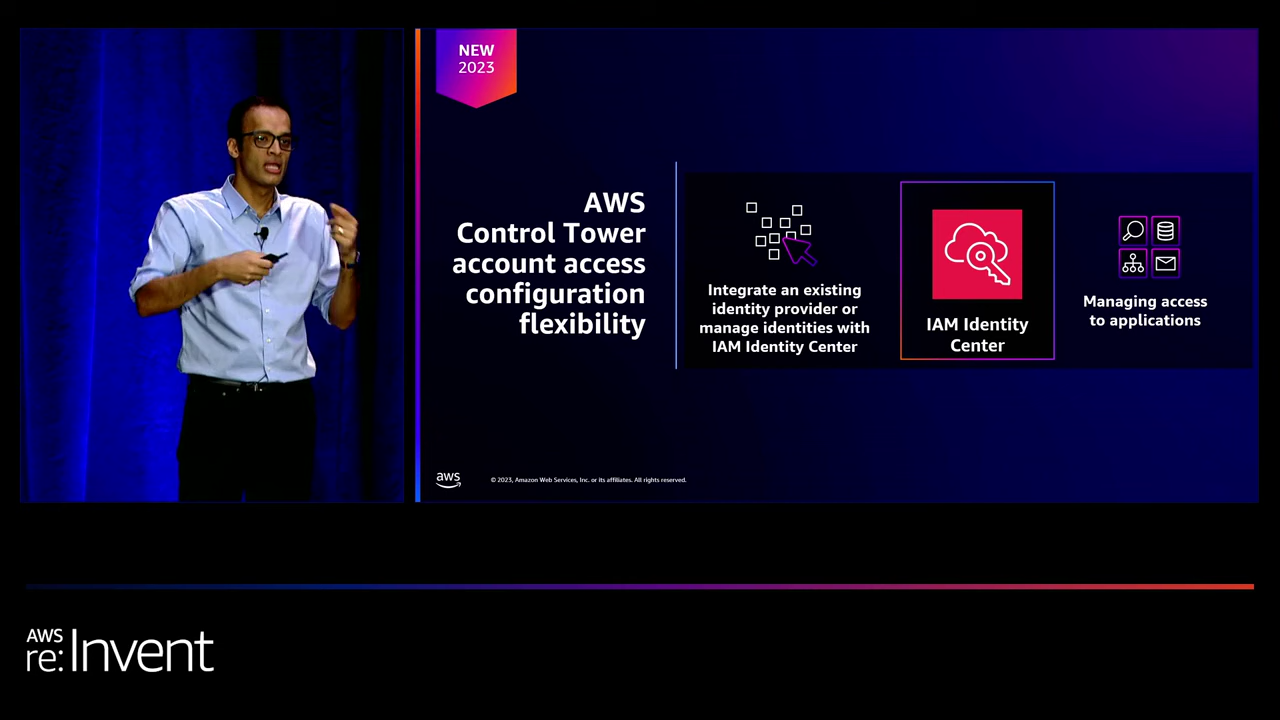 NEW
2023
AWS
Control Tower
account access
configuration
flexibility
Integrate an existing
identity provider or
manage identities with
IAM Identity Center
IAM Identity
Center
Managing access
to applications
aws
© 2023, Amazon Web Services, Inc. or its affiliates. All rights reserved.
AWS
re:Invent